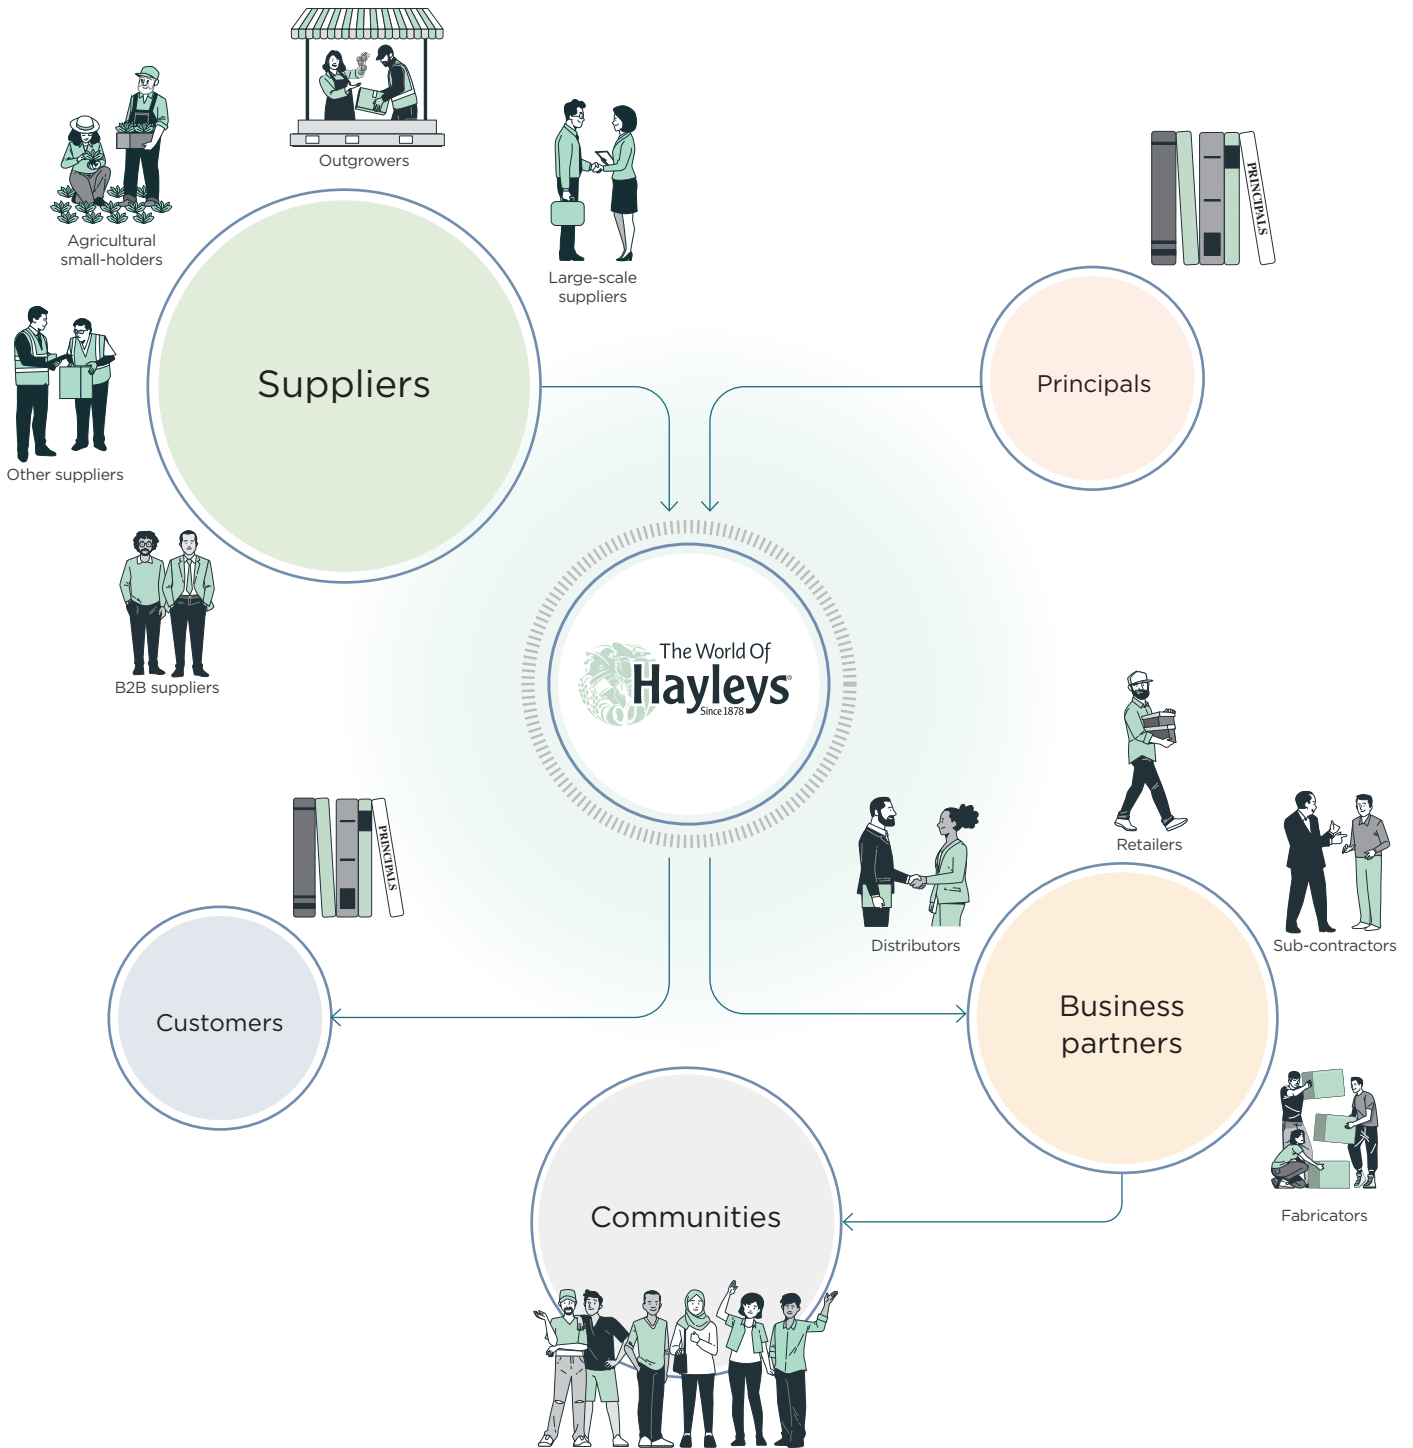 Outgrowers
Agricultural
small-holders
Large-scale
suppliers
PRINCIPALS
Suppliers
Principals
Other suppliers
B2B suppliers
The World Of
Hayleys®
Since 1878
Retailers
PRINCIPALS
Distributors
Sub-contractors
Customers
Business
partners
Communities
Fabricators